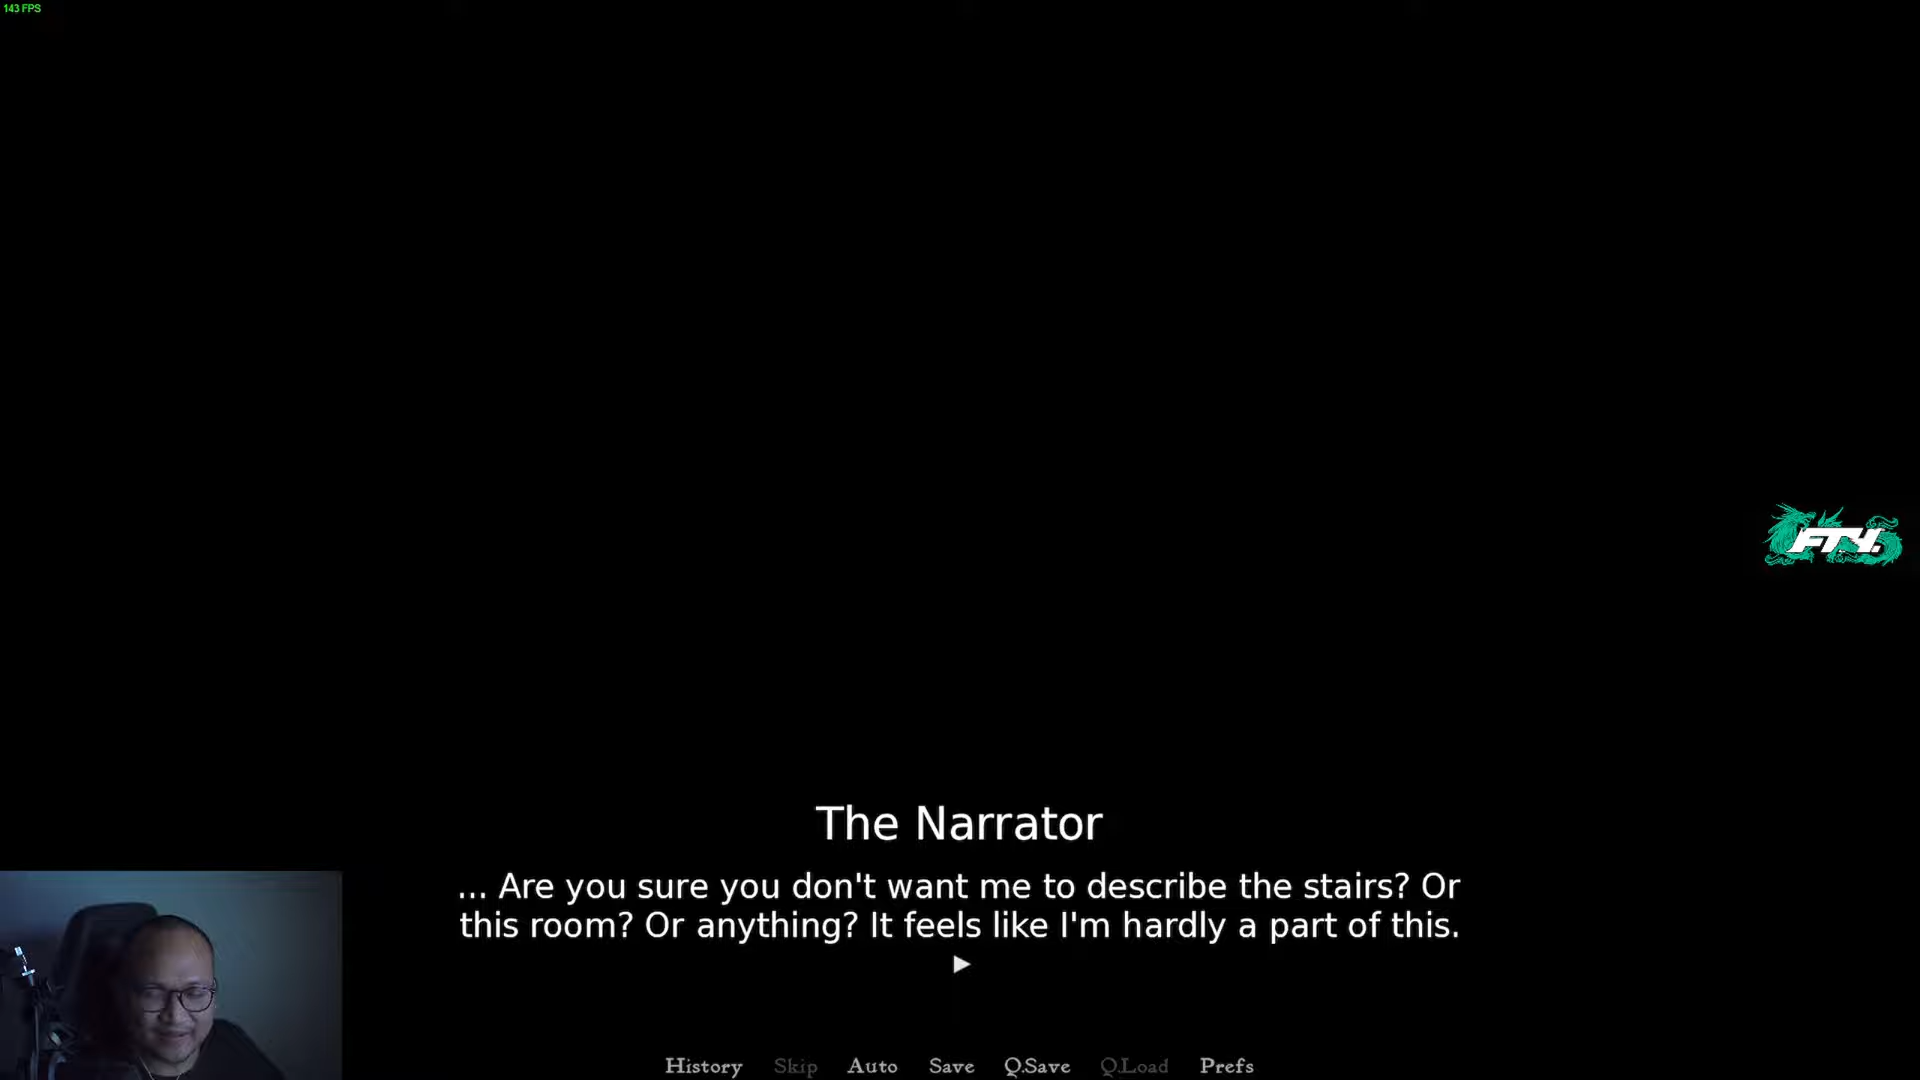 143 FPS
FTY.
The Narrator
... Are you sure you don't want me to describe the stairs? Or
this room? Or anything? It feels like I'm hardly a part of this.
History Skip Auto Save Q.Save Q.Load Prefs